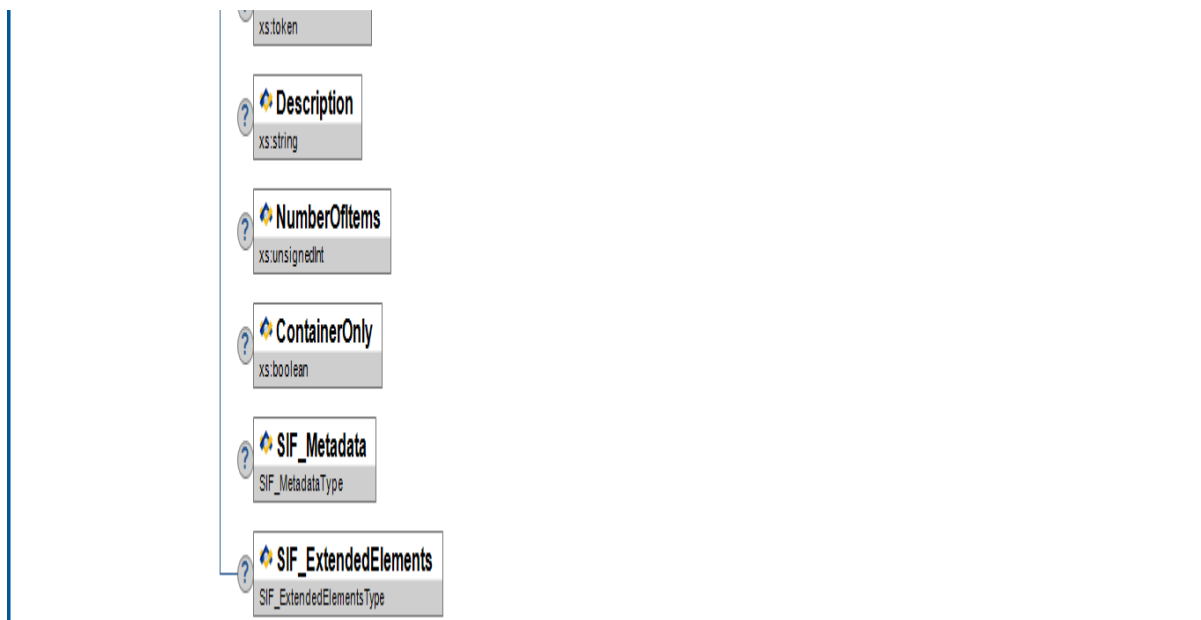 ?
xs:token
?
Description
xs:string
?
NumberOfItems
xs:unsignedInt
?
ContainerOnly
xs:boolean
?
SIF_Metadata
SIF_MetadataType
?
SIF_ExtendedElements
SIF_ExtendedElementsType